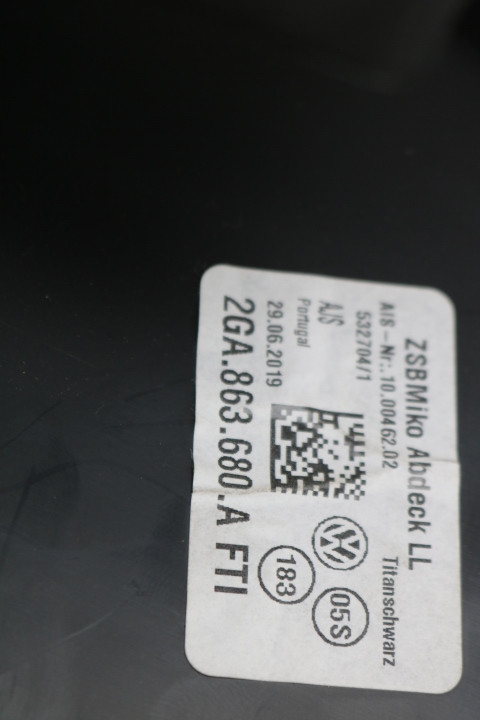 ZSBMiko Abdeck LL
AIS-Nr.:10.00462.02
Titanschwarz
532704/1
AJS
Portugal
29.06.2019
05S
183
2GA.863.680.A FTI